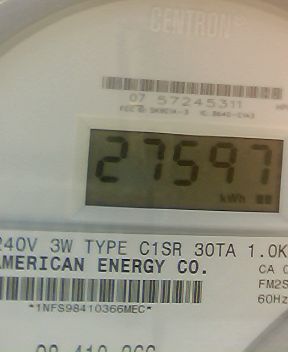 CENTRON®
07 57245311
27597
kWh
240V 3W TYPE C1SR 30TA 1.0K
AMERICAN ENERGY CO.
CA
FM2S
60Hz
*1NFS98410366MEC*